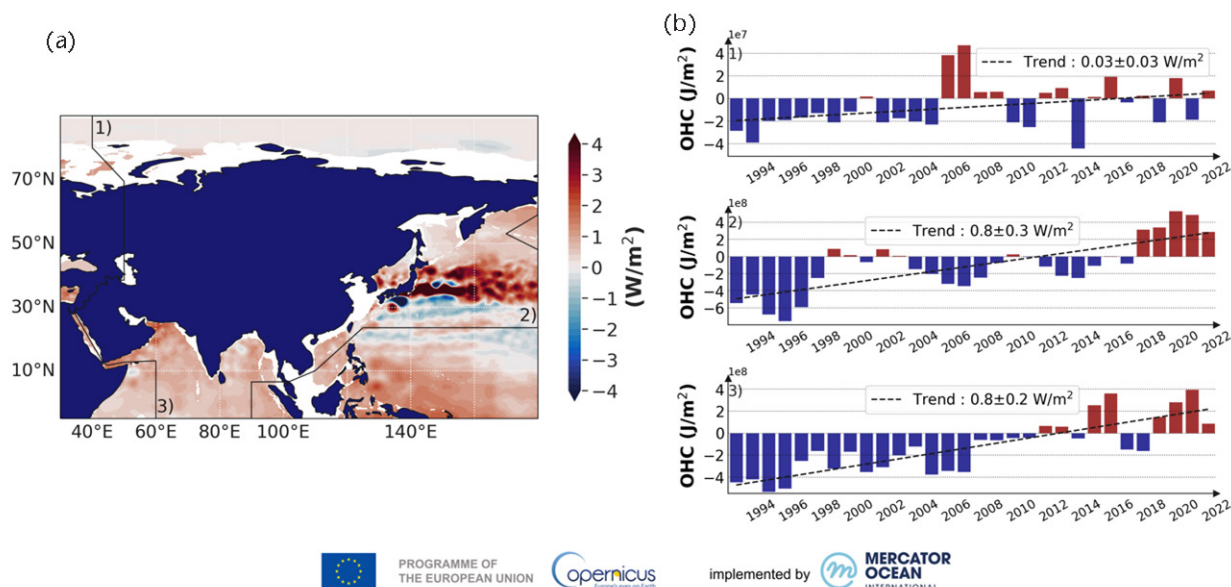 (a)
1)
2)
3)
70°N
50°N
30°N
10°N
40°E 60°E 80°E 100°E 140°E
4
3
2
1
0
−1
−2
−3
−4
(W/m²)
(b)
1e7
1)
Trend : 0.03±0.03 W/m²
OHC (J/m²)
4
2
0
−2
−4
1994 1996 1998 2000 2002 2004 2006 2008 2010 2012 2014 2016 2018 2020 2022
1e8
2)
Trend : 0.8±0.3 W/m²
OHC (J/m²)
4
2
0
−2
−4
−6
1994 1996 1998 2000 2002 2004 2006 2008 2010 2012 2014 2016 2018 2020 2022
1e8
3)
Trend : 0.8±0.2 W/m²
OHC (J/m²)
4
2
0
−2
−4
1994 1996 1998 2000 2002 2004 2006 2008 2010 2012 2014 2016 2018 2020 2022
PROGRAMME OF
THE EUROPEAN UNION
opernicus
Europe's eyes on Earth
implemented by
MERCATOR
OCEAN
INTERNATIONAL